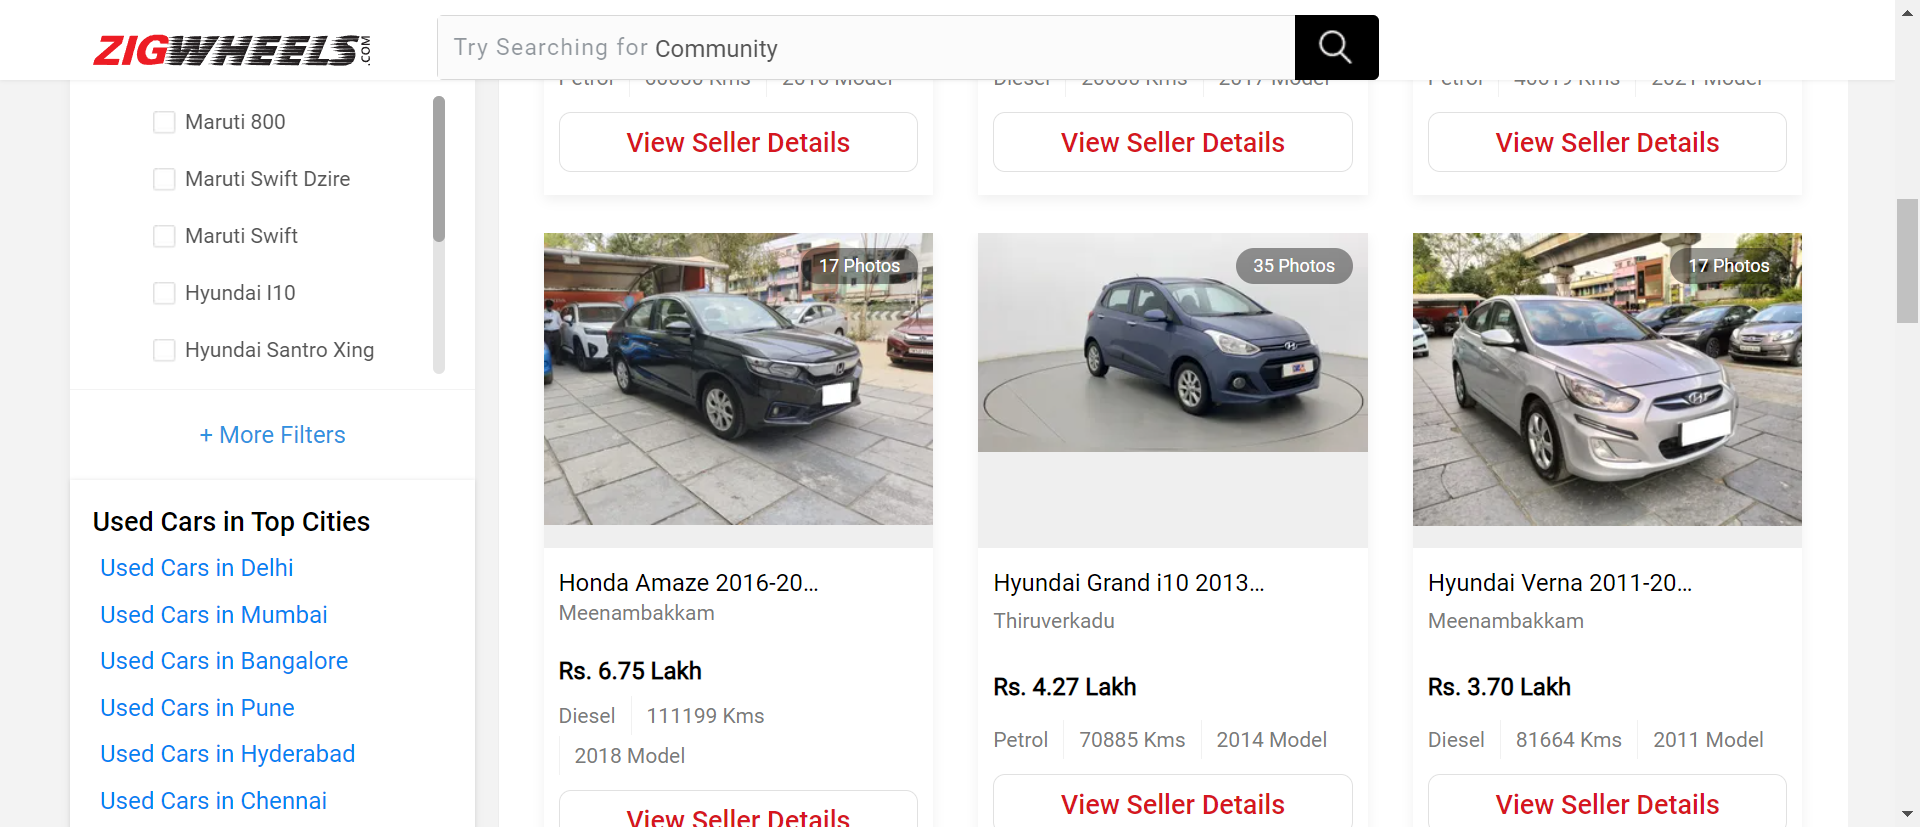 ZIGWHEELS.COM
Try Searching for Community
Maruti 800
Maruti Swift Dzire
Maruti Swift
Hyundai I10
Hyundai Santro Xing
+ More Filters
Used Cars in Top Cities
Used Cars in Delhi
Used Cars in Mumbai
Used Cars in Bangalore
Used Cars in Pune
Used Cars in Hyderabad
Used Cars in Chennai
View Seller Details
View Seller Details
View Seller Details
17 Photos
Honda Amaze 2016-20...
Meenambakkam
Rs. 6.75 Lakh
Diesel 111199 Kms
2018 Model
View Seller Details
35 Photos
Hyundai Grand i10 2013...
Thiruverkadu
Rs. 4.27 Lakh
Petrol 70885 Kms 2014 Model
View Seller Details
17 Photos
Hyundai Verna 2011-20...
Meenambakkam
Rs. 3.70 Lakh
Diesel 81664 Kms 2011 Model
View Seller Details